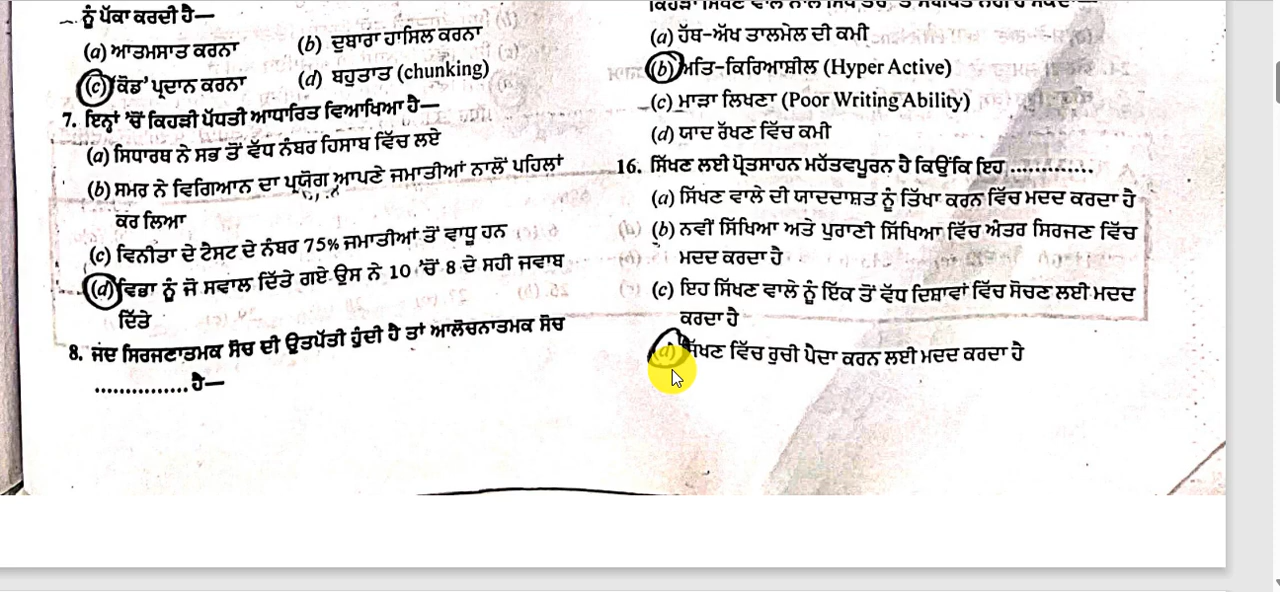 ਨੂੰ ਪੱਕਾ ਕਰਦੀ ਹੈ—
(a) ਆਤਮਸਾਤ ਕਰਨਾ (b) ਦੁਬਾਰਾ ਹਾਸਿਲ ਕਰਨਾ
(c) 'ਕੋਡ' ਪ੍ਰਦਾਨ ਕਰਨਾ (d) ਬਹੁਤਾਤ (chunking)
7. ਇਨ੍ਹਾਂ 'ਚੋਂ ਕਿਹੜੀ ਪੱਧਤੀ ਆਧਾਰਿਤ ਵਿਆਖਿਆ ਹੈ—
(a) ਸਿਧਾਰਥ ਨੇ ਸਭ ਤੋਂ ਵੱਧ ਨੰਬਰ ਹਿਸਾਬ ਵਿੱਚ ਲਏ
(b) ਸਮਰ ਨੇ ਵਿਗਿਆਨ ਦਾ ਪ੍ਰਯੋਗ ਆਪਣੇ ਜਮਾਤੀਆਂ ਨਾਲੋਂ ਪਹਿਲਾਂ
ਕਰ ਲਿਆ
(c) ਵਿਨੀਤਾ ਦੇ ਟੈਸਟ ਦੇ ਨੰਬਰ 75% ਜਮਾਤੀਆਂ ਤੋਂ ਵਾਧੂ ਹਨ
(d) ਵਿਭਾ ਨੂੰ ਜੋ ਸਵਾਲ ਦਿੱਤੇ ਗਏ ਉਸ ਨੇ 10 'ਚੋਂ 8 ਦੇ ਸਹੀ ਜਵਾਬ
ਦਿੱਤੇ
8. ਜਦ ਸਿਰਜਣਾਤਮਕ ਸੋਚ ਦੀ ਉਤਪੱਤੀ ਹੁੰਦੀ ਹੈ ਤਾਂ ਆਲੋਚਨਾਤਮਕ ਸੋਚ
................ ਹੈ—
(a) ਹੱਥ-ਅੱਖ ਤਾਲਮੇਲ ਦੀ ਕਮੀ
(b) ਅਤਿ-ਕਿਰਿਆਸ਼ੀਲ (Hyper Active)
(c) ਮਾੜਾ ਲਿਖਣਾ (Poor Writing Ability)
(d) ਯਾਦ ਰੱਖਣ ਵਿੱਚ ਕਮੀ
16. ਸਿੱਖਣ ਲਈ ਪ੍ਰੋਤਸਾਹਨ ਮਹੱਤਵਪੂਰਨ ਹੈ ਕਿਉਂਕਿ ਇਹ ..............
(a) ਸਿੱਖਣ ਵਾਲੇ ਦੀ ਯਾਦਦਾਸ਼ਤ ਨੂੰ ਤਿੱਖਾ ਕਰਨ ਵਿੱਚ ਮਦਦ ਕਰਦਾ ਹੈ
(b) ਨਵੀਂ ਸਿੱਖਿਆ ਅਤੇ ਪੁਰਾਣੀ ਸਿੱਖਿਆ ਵਿੱਚ ਅੰਤਰ ਸਿਰਜਣ ਵਿੱਚ
ਮਦਦ ਕਰਦਾ ਹੈ
(c) ਇਹ ਸਿੱਖਣ ਵਾਲੇ ਨੂੰ ਇੱਕ ਤੋਂ ਵੱਧ ਦਿਸ਼ਾਵਾਂ ਵਿੱਚ ਸੋਚਣ ਲਈ ਮਦਦ
ਕਰਦਾ ਹੈ
(d) ਸਿੱਖਣ ਵਿੱਚ ਰੁਚੀ ਪੈਦਾ ਕਰਨ ਲਈ ਮਦਦ ਕਰਦਾ ਹੈ